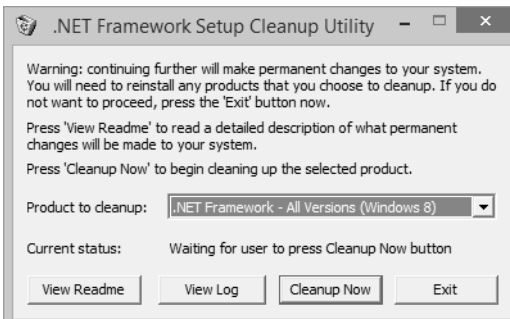 .NET Framework Setup Cleanup Utility
Warning: continuing further will make permanent changes to your system.
You will need to reinstall any products that you choose to cleanup. If you do
not want to proceed, press the 'Exit' button now.
Press 'View Readme' to read a detailed description of what permanent
changes will be made to your system.
Press 'Cleanup Now' to begin cleaning up the selected product.
Product to cleanup: .NET Framework - All Versions (Windows 8)
Current status: Waiting for user to press Cleanup Now button
View Readme View Log Cleanup Now Exit